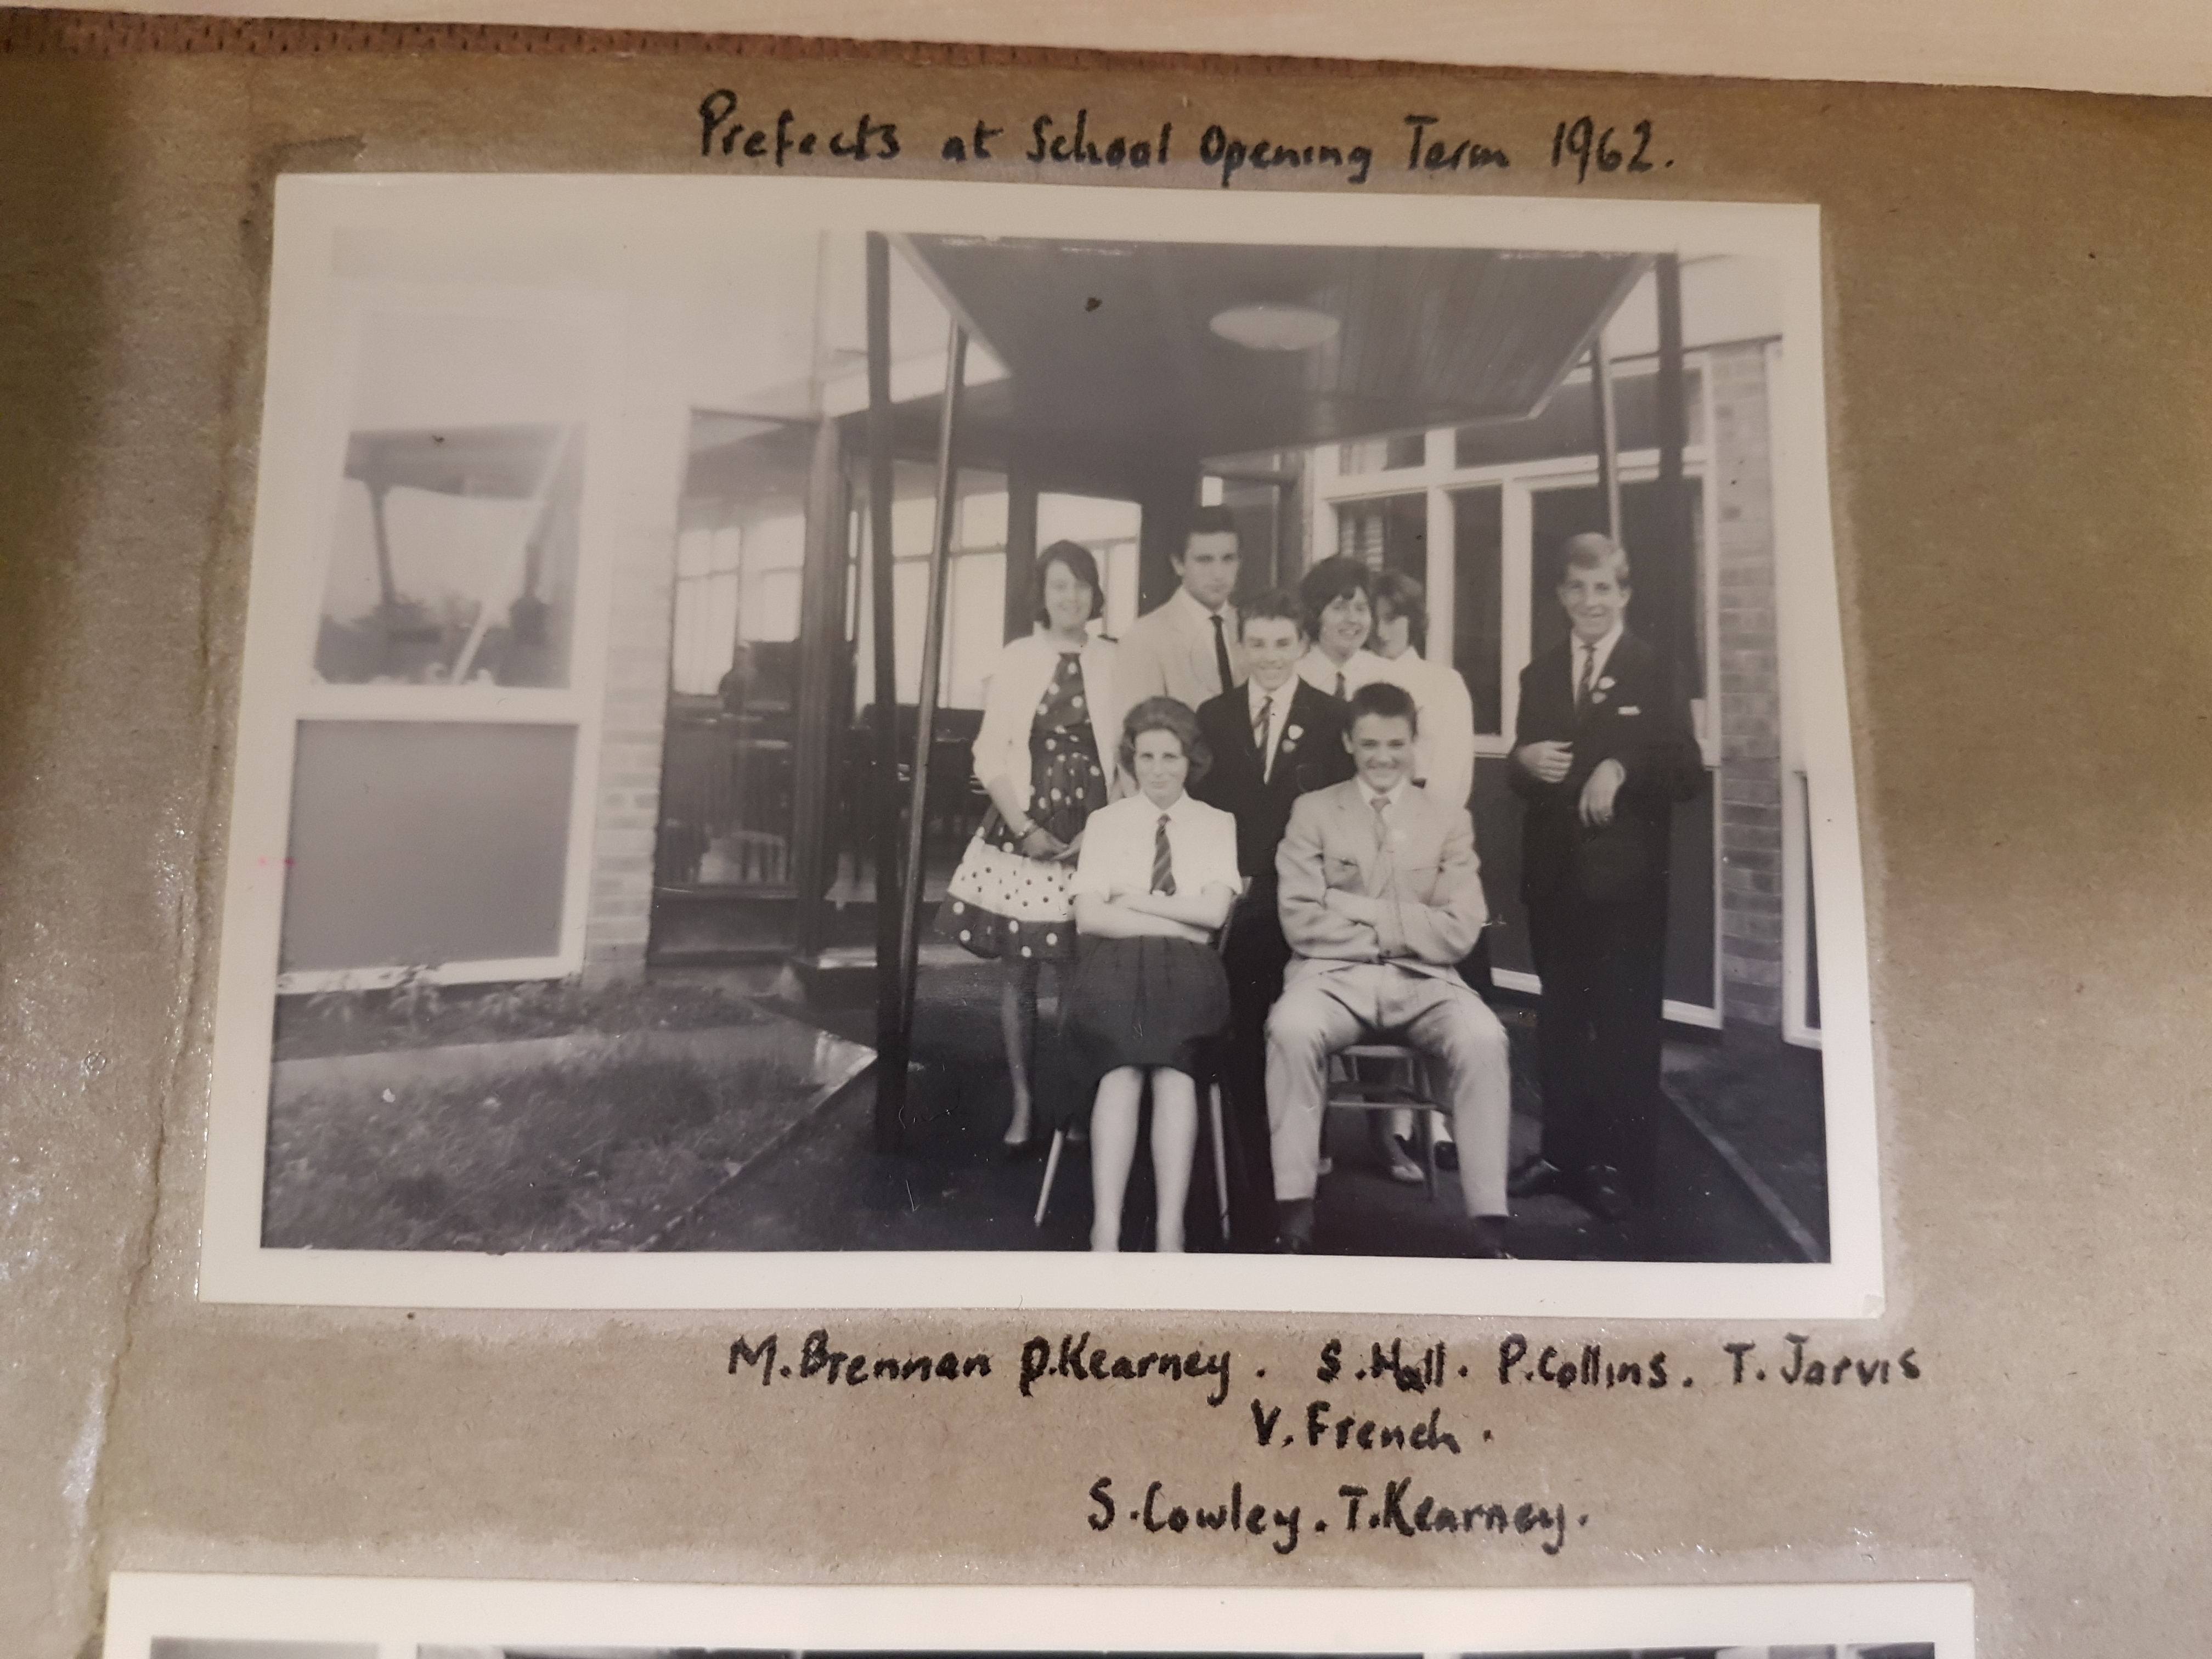 Prefects at School Opening Term 1962.
M.Brennan D.Kearney. S.Hall. P.Collins. T.Jarvis
V.French.
S.Cowley. T.Kearney.